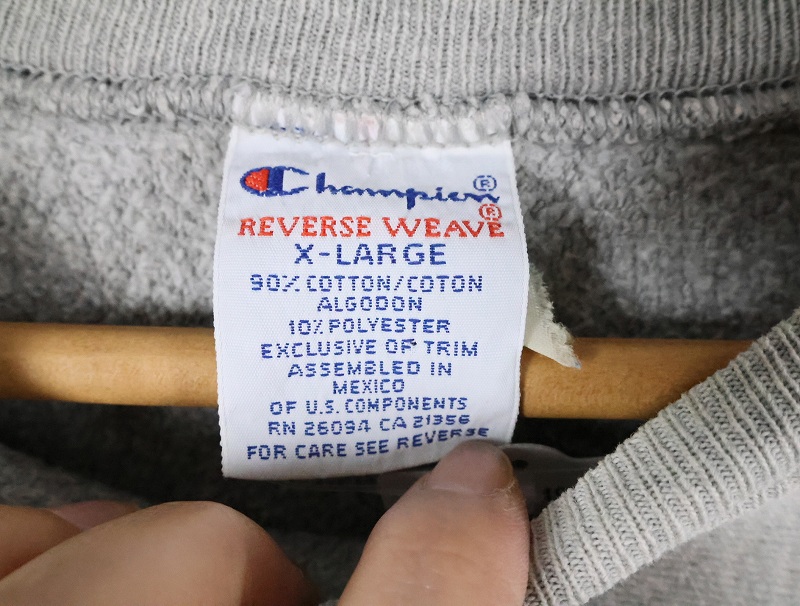 Champion®
REVERSE WEAVE®
X-LARGE
90% COTTON/COTON
ALGODON
10% POLYESTER
EXCLUSIVE OF TRIM
ASSEMBLED IN
MEXICO
OF U.S. COMPONENTS
RN 26094 CA 21356
FOR CARE SEE REVERSE